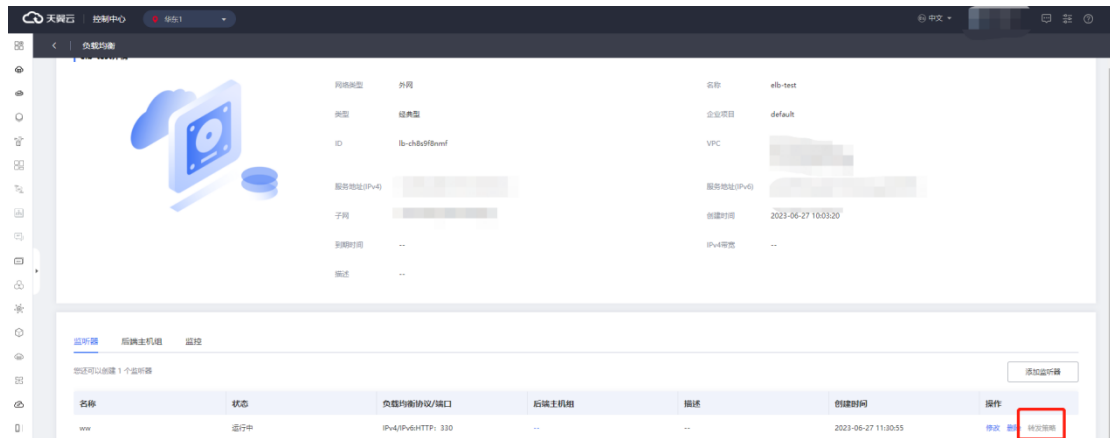 天翼云 控制中心 华东1 中文
负载均衡
网络类型 外网 名称 elb-test
类型 经典型 企业项目 default
ID lb-ch8s9f8nmf VPC
服务地址(IPv4) 服务地址(IPv6)
子网 创建时间 2023-06-27 10:03:20
到期时间 -- IPv4带宽 --
描述 --
监听器 后端主机组 监控
您还可以创建 1 个监听器 添加监听器
名称 状态 负载均衡协议/端口 后端主机组 描述 创建时间 操作
ww 运行中 IPv4/IPv6:HTTP: 330 -- -- 2023-06-27 11:30:55 修改 删除 转发策略